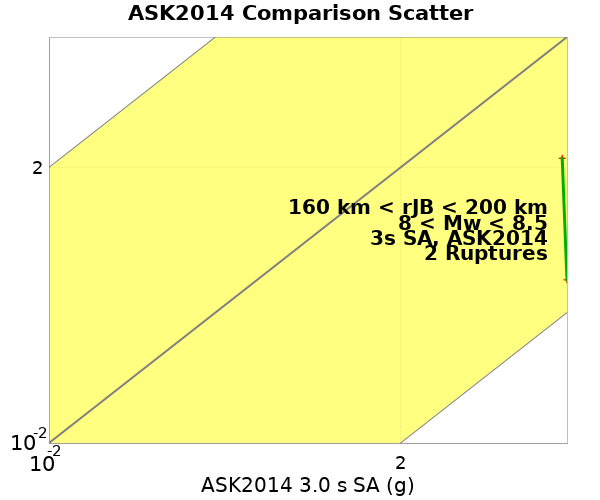 ASK2014 Comparison Scatter
2
160 km < rJB < 200 km
8 < Mw < 8.5
3s SA, ASK2014
2 Ruptures
10-2
10-2
2
ASK2014 3.0 s SA (g)